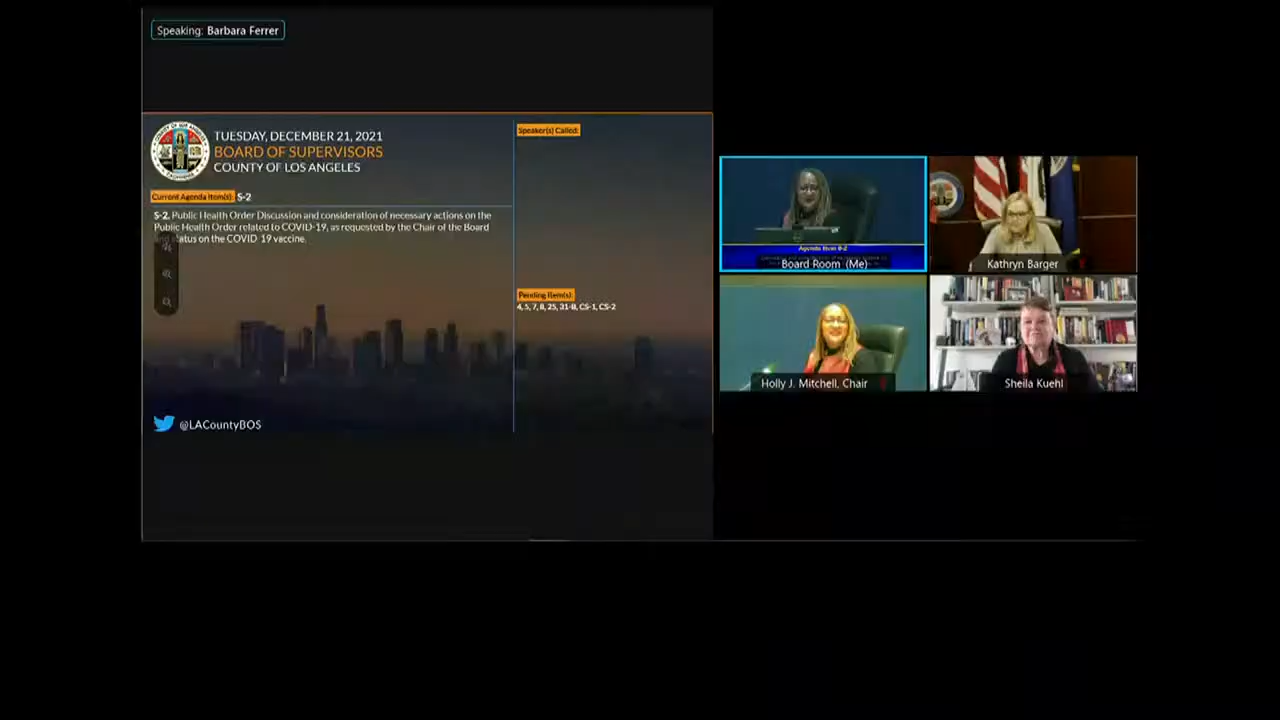 Speaking: Barbara Ferrer
TUESDAY, DECEMBER 21, 2021
BOARD OF SUPERVISORS
COUNTY OF LOS ANGELES
Current Agenda Item(s): S-2
S-2. Public Health Order Discussion and consideration of necessary actions on the
Public Health Order related to COVID-19, as requested by the Chair of the Board
and status on the COVID-19 vaccine.
Speaker(s) Called:
Pending Item(s):
4, 5, 7, 8, 25, 31-B, CS-1, CS-2
@LACountyBOS
Agenda Item S-2
Board Room (Me)
Kathryn Barger
Holly J. Mitchell, Chair
Sheila Kuehl